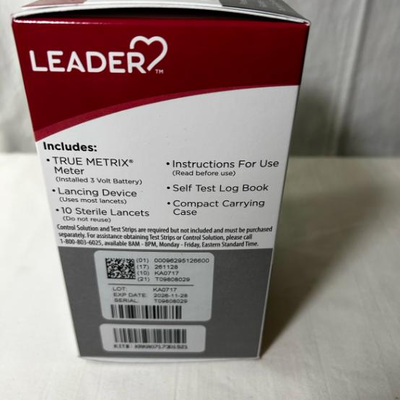 LEADER™
Includes:
• TRUE METRIX®
Meter
(Installed 3 Volt Battery)
• Lancing Device
(Uses most lancets)
• 10 Sterile Lancets
(Do not reuse)
• Instructions For Use
(Read before use)
• Self Test Log Book
• Compact Carrying
Case
Control Solution and Test Strips are required but not included and must be purchased
separately. For assistance obtaining Test Strips or Control Solution, please call
1-800-803-6025, available 8AM - 8PM, Monday - Friday, Eastern Standard Time.
(01) 00096295126600
(17) 261128
(10) KA0717
(21) T09608029
LOT: KA0717
EXP DATE: 2026-11-28
SERIAL: T09608029